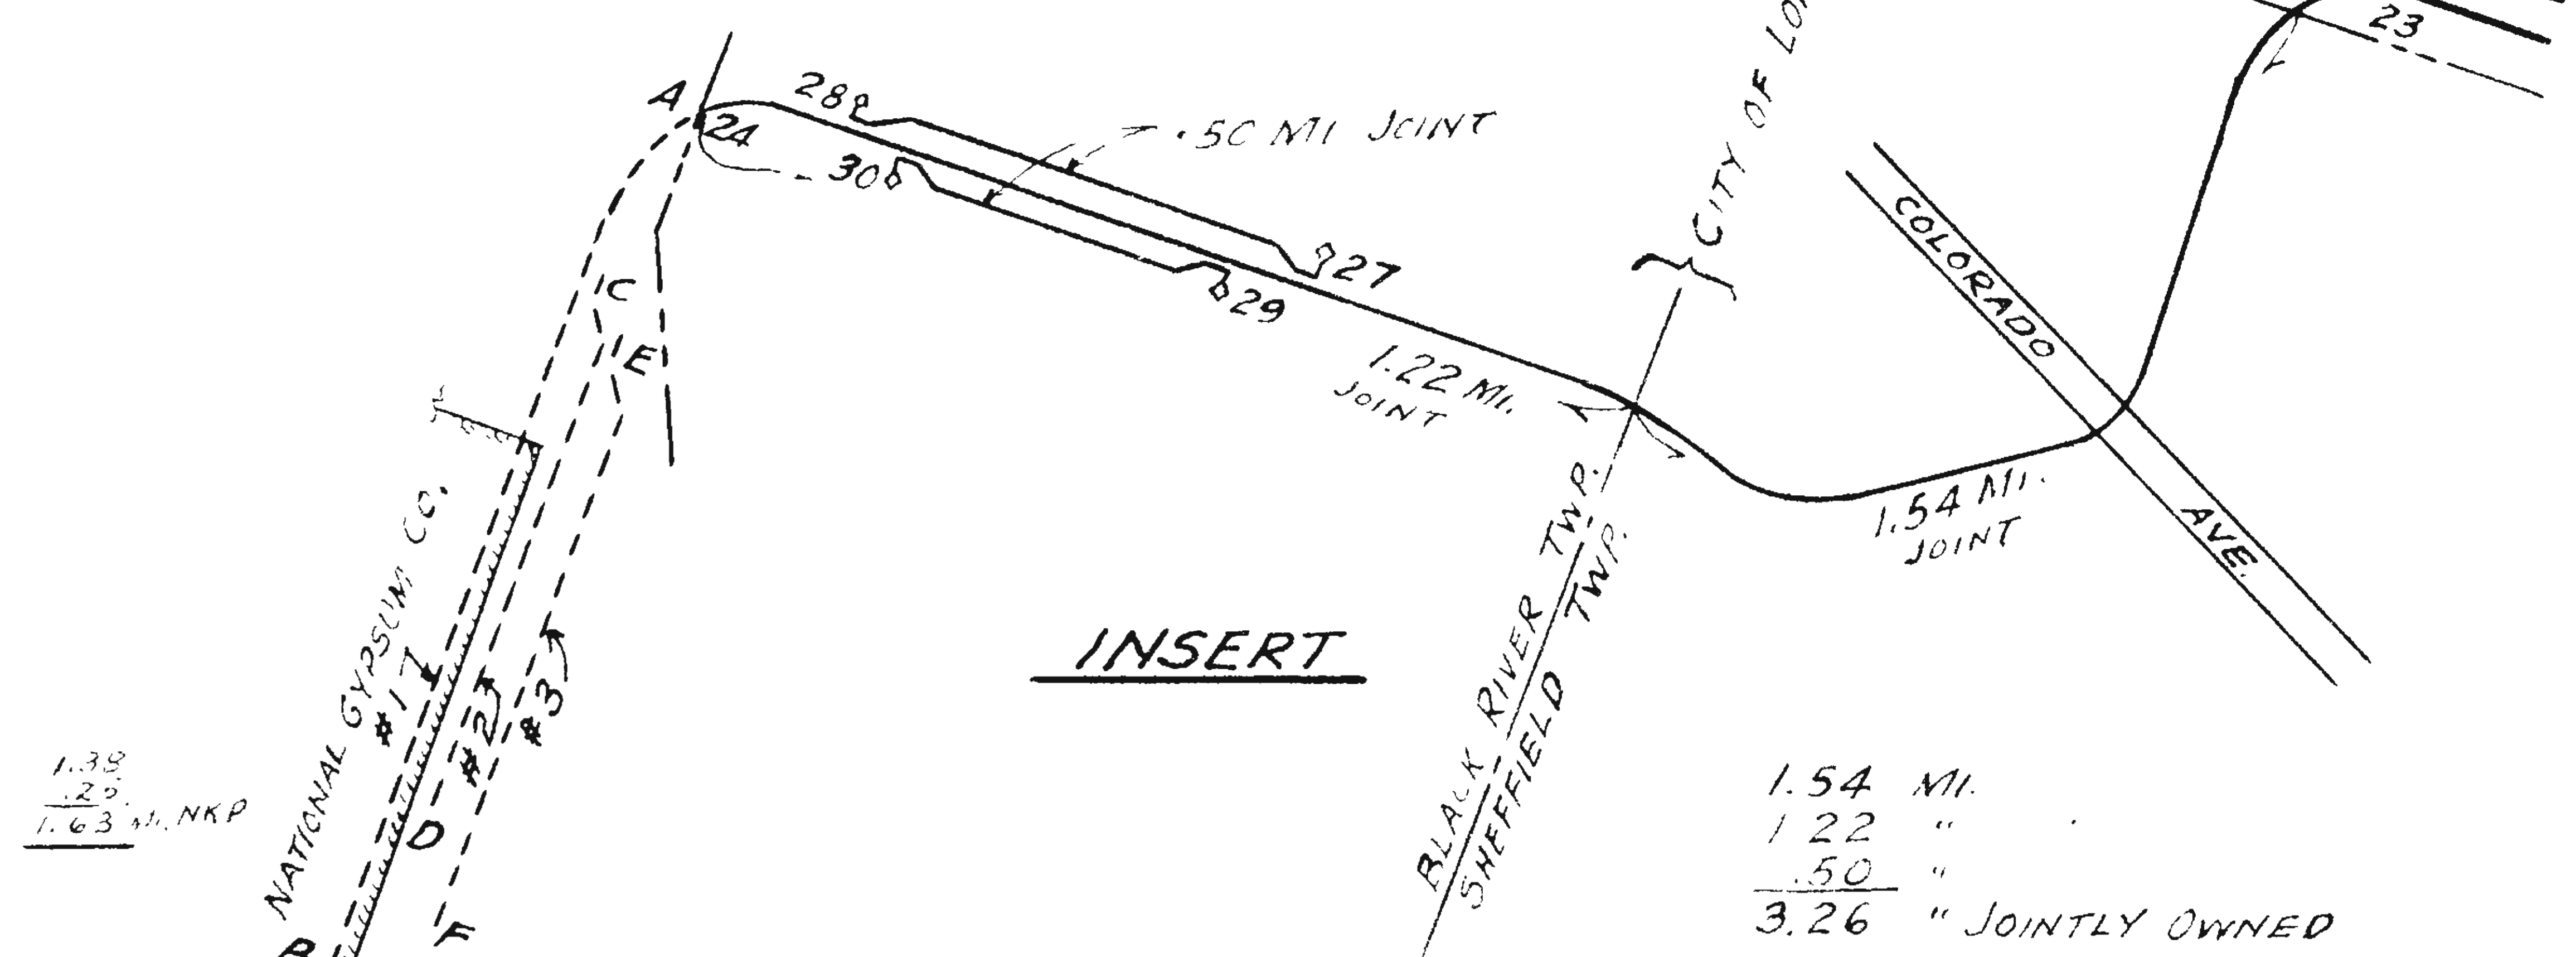 23
A
24
28
.50 MI JOINT
30
27
29
CITY OF
COLORADO
AVE.
C
E
1.22 MI.
JOINT
1.54 MI.
JOINT
NATIONAL GYPSUM CO.
#1
#2
#3
INSERT
BLACK RIVER TWP.
SHEFFIELD TWP.
1.38
1.63 MI. NKP
D
F
B
1.54 MI.
1 22 "
.50 "
3.26 " JOINTLY OWNED